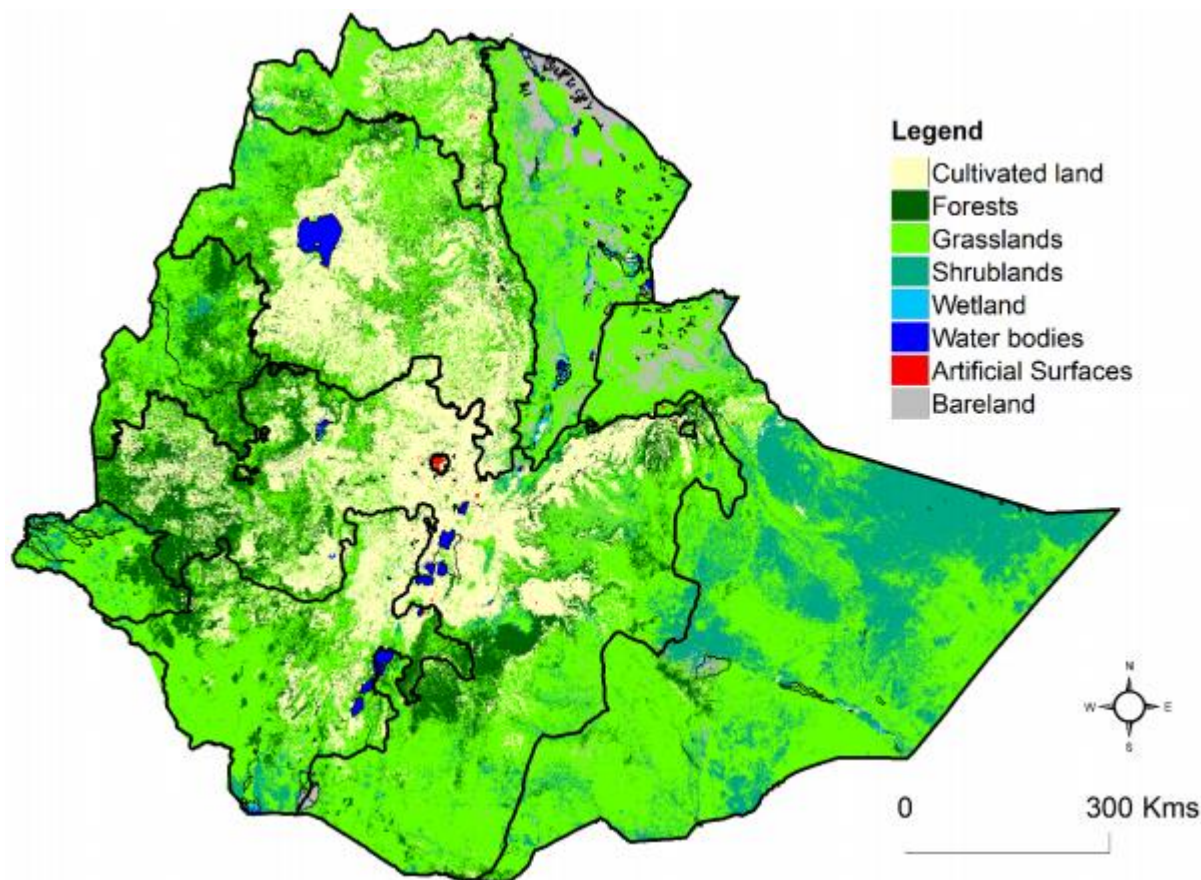 Legend
Cultivated land
Forests
Grasslands
Shrublands
Wetland
Water bodies
Artificial Surfaces
Bareland
N
W E
S
0 300 Kms